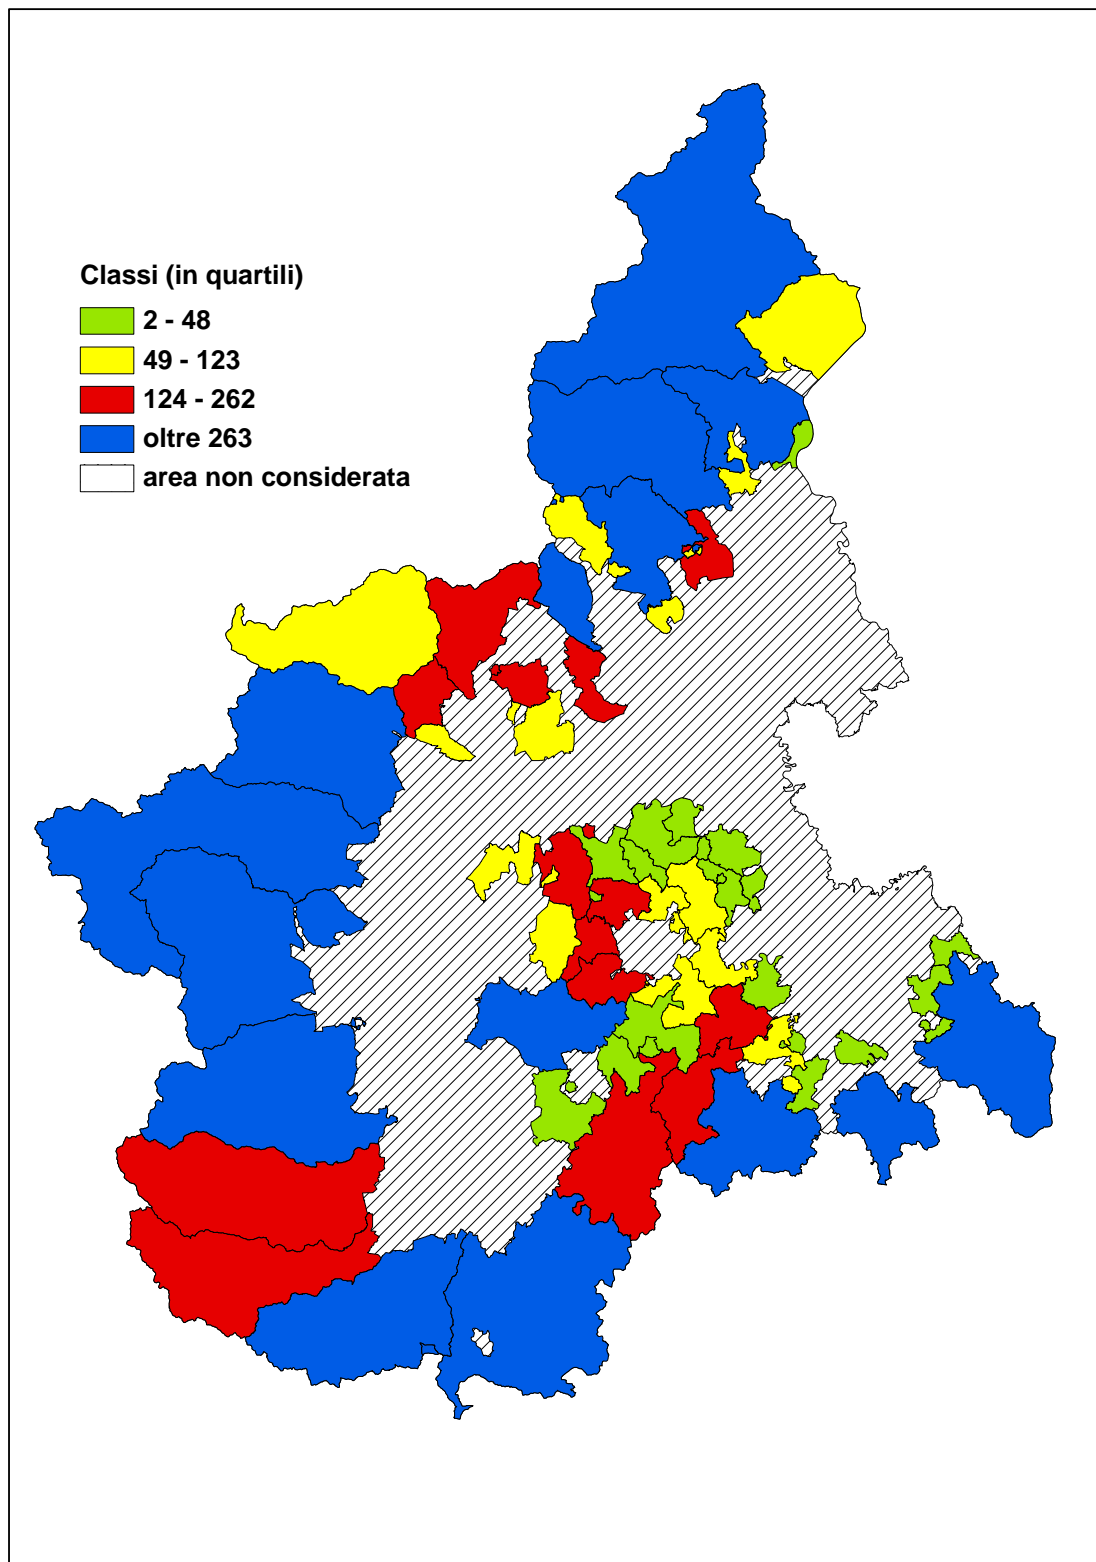 Classi (in quartili)
2 - 48
49 - 123
124 - 262
oltre 263
area non considerata